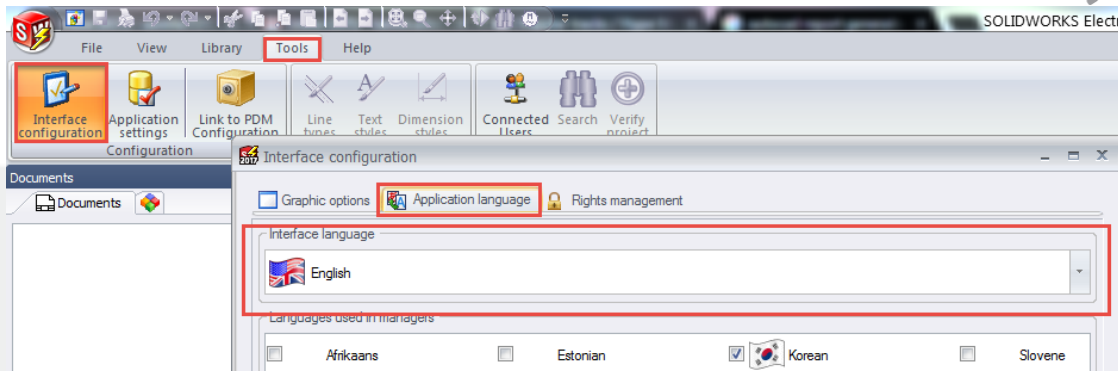 SOLIDWORKS Electr
File View Library Tools Help
Interface configuration
Application settings
Link to PDM Configuration
Line types
Text styles
Dimension styles
Connected Users
Search
Verify project
Configuration
2017 Interface configuration
Documents
Documents
Graphic options Application language Rights management
Interface language
English
Languages used in managers
Afrikaans Estonian Korean Slovene